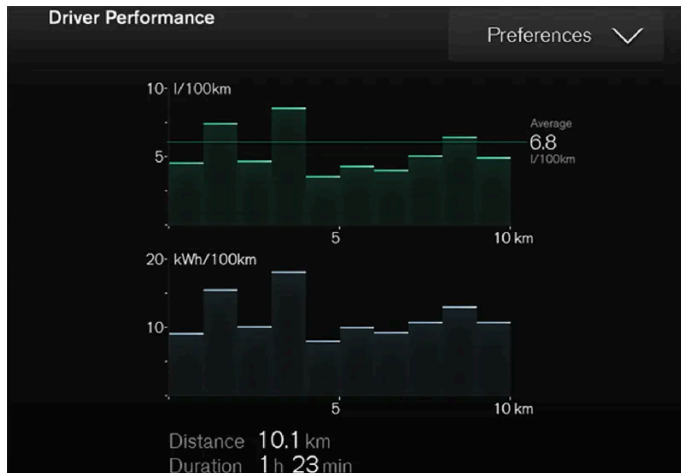 Driver Performance
Preferences
10 l/100km
Average
6.8
l/100km
5
5
10 km
20 kWh/100km
10
5
10 km
Distance 10.1 km
Duration 1 h 23 min